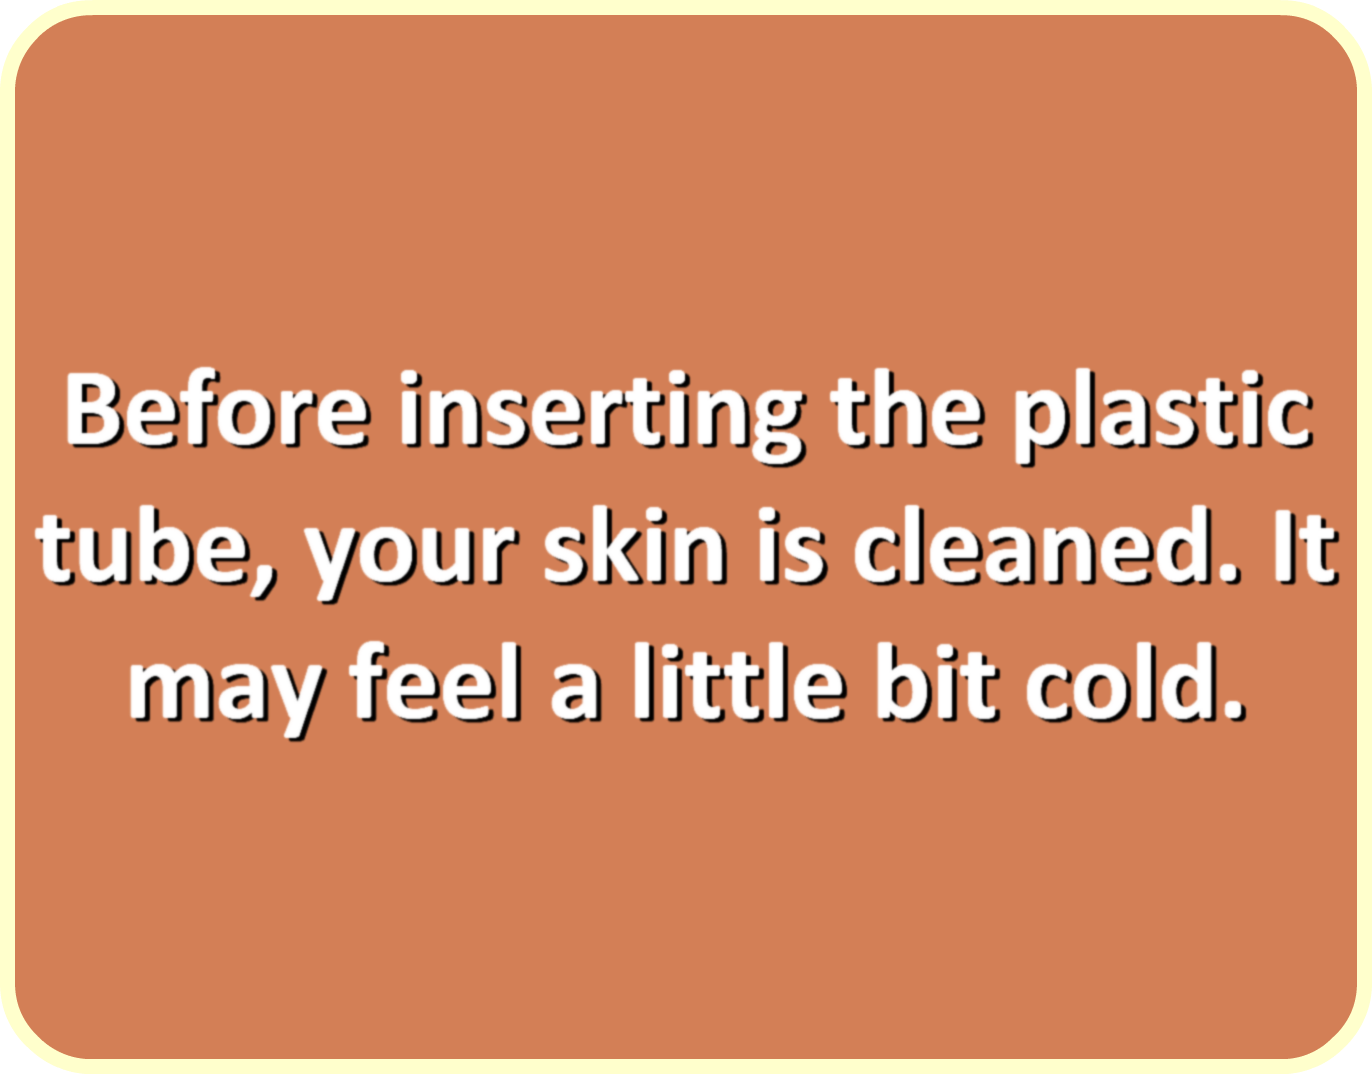 Before inserting the plastic
tube, your skin is cleaned. It
may feel a little bit cold.